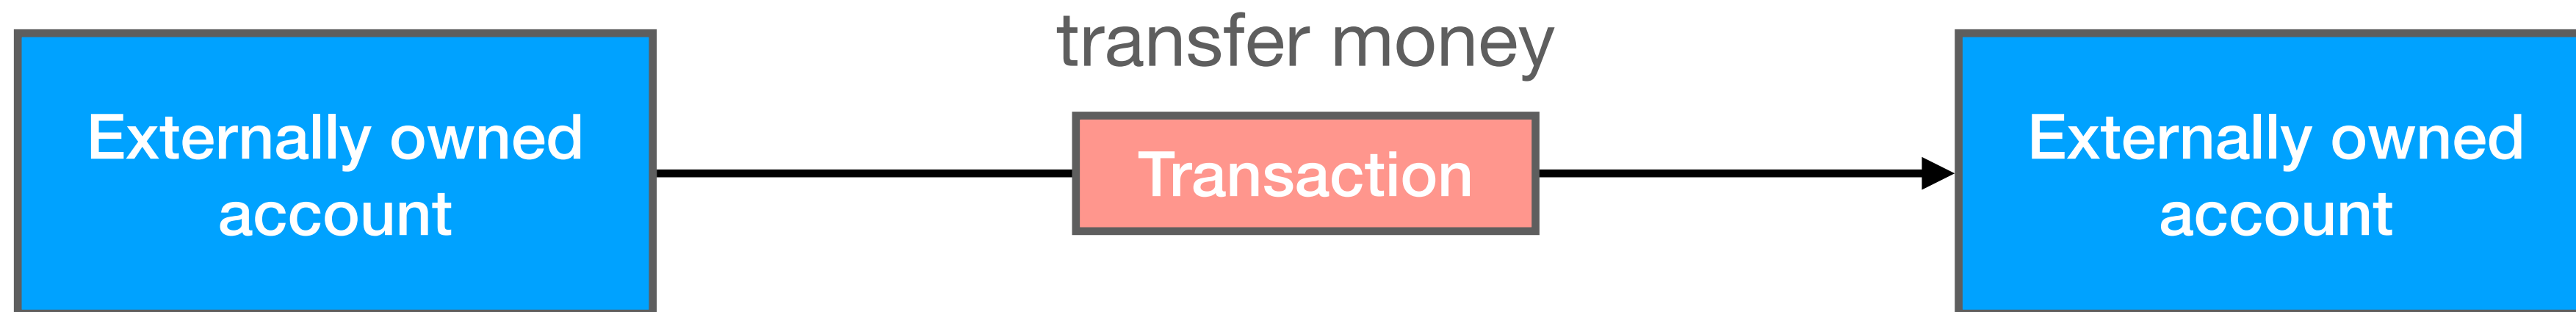 transfer money
Externally owned
account
Transaction
Externally owned
account